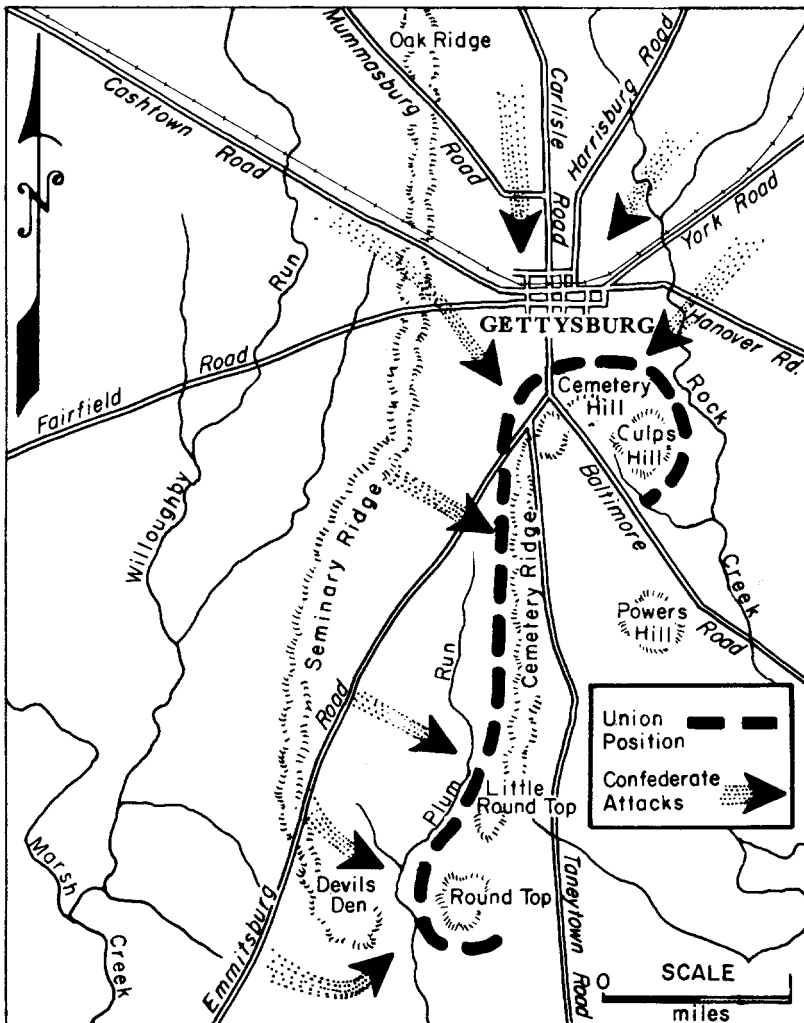 Oak Ridge
Mummasburg
Road
Carlisle
Road
Harrisburg Road
Cashtown
Road
N
York Road
Run
GETTYSBURG
Hanover Rd.
Fairfield
Road
Cemetery
Hill
Culps
Hill
Rock
Creek
Baltimore
Road
Willoughby
Seminary Ridge
Cemetery Ridge
Powers
Hill
Run
Road
Plum
Union
Position
Confederate
Attacks
Little
Round Top
Marsh
Creek
Devils
Den
Round Top
Emmitsburg
Taneytown
Road
SCALE
0 1
miles